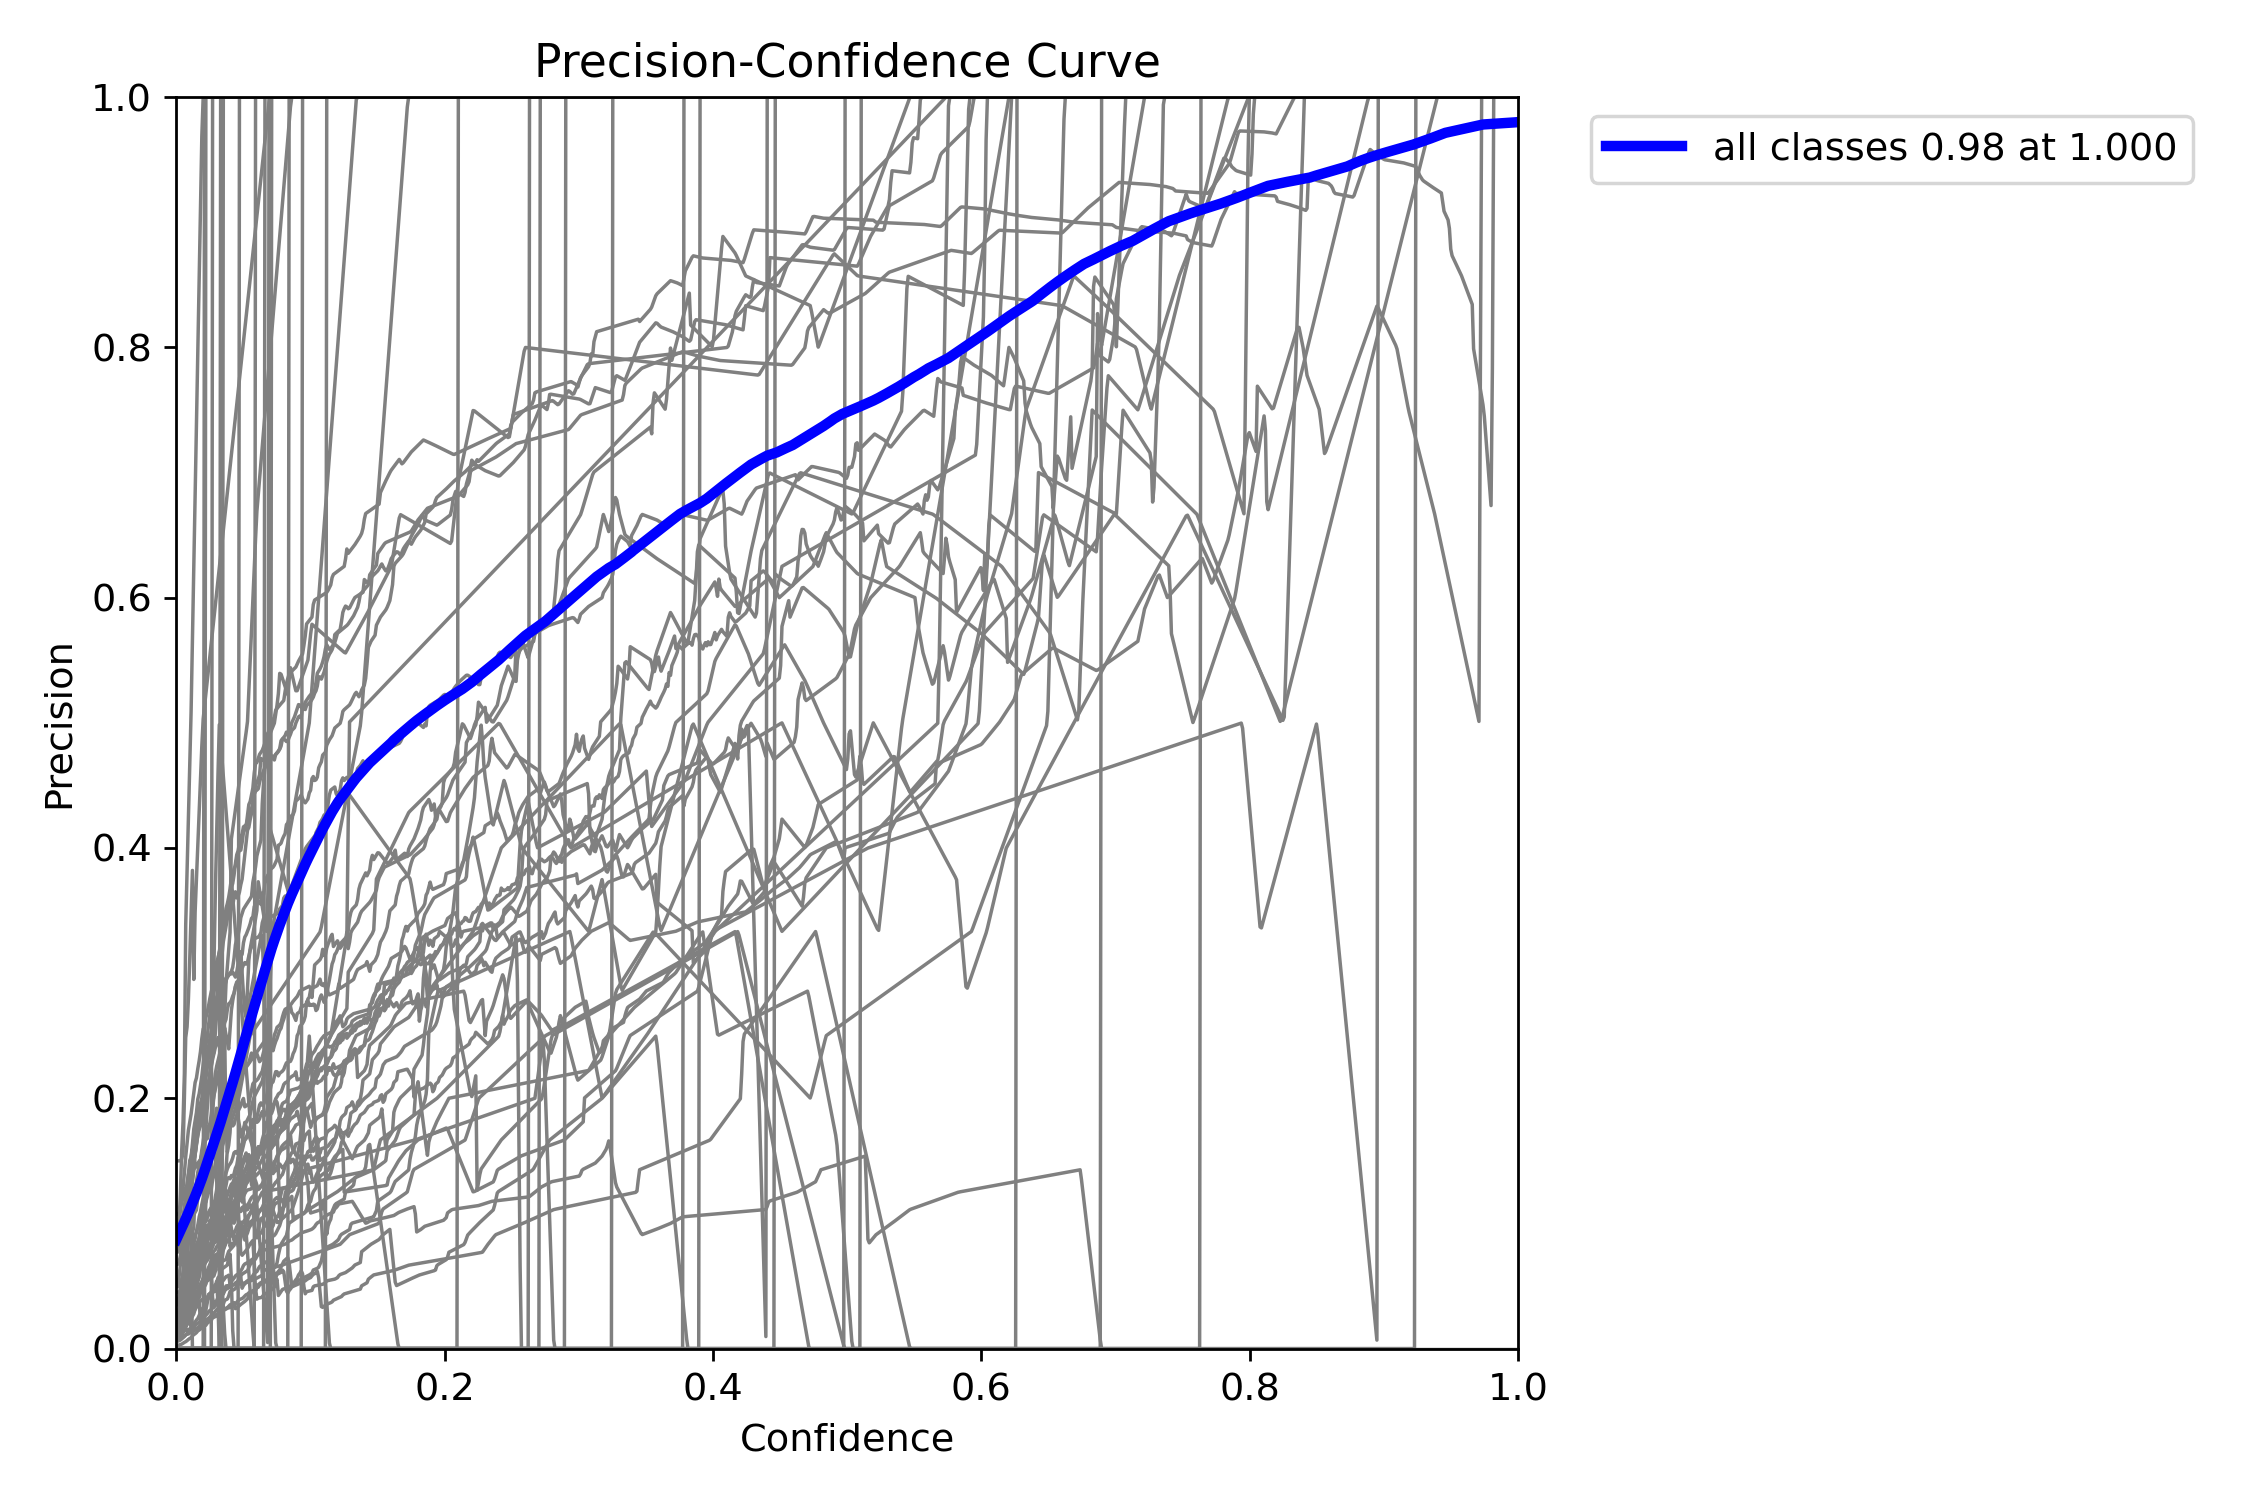 Precision-Confidence Curve
all classes 0.98 at 1.000
Precision
1.0
0.8
0.6
0.4
0.2
0.0
0.0 0.2 0.4 0.6 0.8 1.0
Confidence